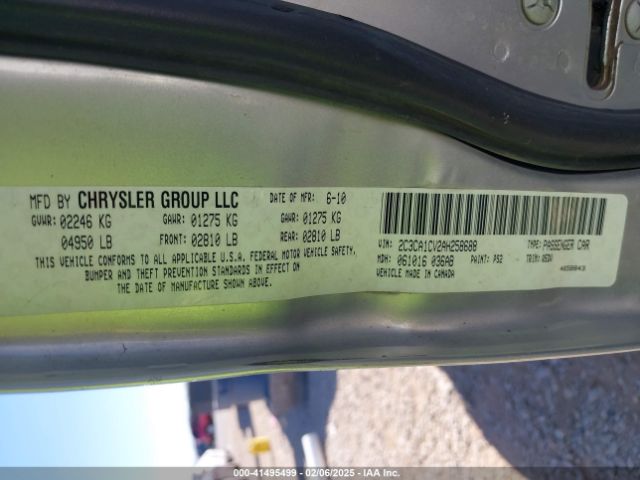 MFD BY CHRYSLER GROUP LLC DATE OF MFR: 6-10
GVWR: 02246 KG GAWR: 01275 KG GAWR: 01275 KG
04950 LB FRONT: 02810 LB REAR: 02810 LB
THIS VEHICLE CONFORMS TO ALL APPLICABLE U.S.A. FEDERAL MOTOR VEHICLE SAFETY,
BUMPER AND THEFT PREVENTION STANDARDS IN EFFECT ON
THE DATE OF MANUFACTURE SHOWN ABOVE.
VIN: 2C3CA1CV2AH258688 TYPE: PASSENGER CAR
MDH: 061016 036AB PAINT: PS2 TRIM:
VEHICLE MADE IN CANADA
000-41495499 — 02/06/2025 — IAA Inc.